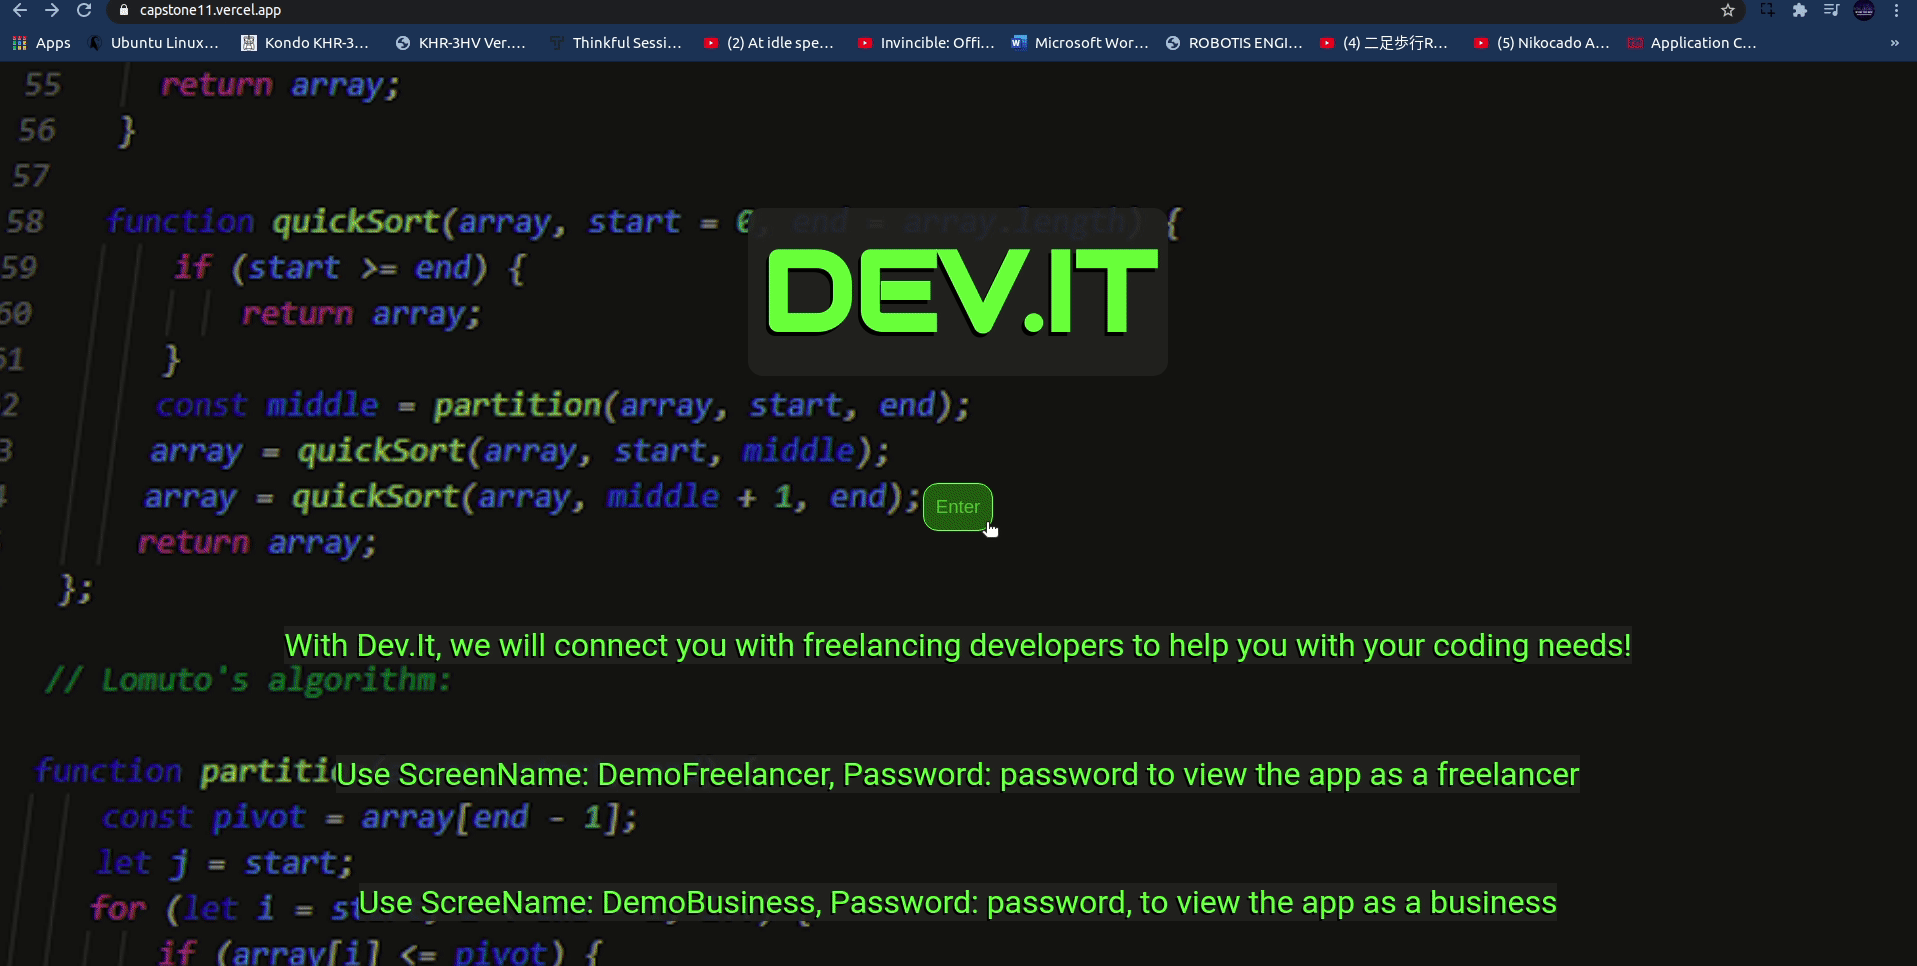 capstone11.vercel.app
Apps Ubuntu Linux... Kondo KHR-3... KHR-3HV Ver.... Thinkful Sessi... (2) At idle spe... Invincible: Offi... Microsoft Wor... ROBOTIS ENGI... (4) 二足歩行R... (5) Nikocado A... Application C... »
55 return array;
56 }
57
58 function quickSort(array, start = 0, end = array.length) {
DEV.IT
59 if (start >= end) {
60 return array;
61 }
2 const middle = partition(array, start, end);
3 array = quickSort(array, start, middle);
4 array = quickSort(array, middle + 1, end);
Enter
return array;
};
With Dev.It, we will connect you with freelancing developers to help you with your coding needs!
// Lomuto's algorithm:
function partiti
Use ScreenName: DemoFreelancer, Password: password to view the app as a freelancer
const pivot = array[end - 1];
let j = start;
for (let i = st
Use ScreeName: DemoBusiness, Password: password, to view the app as a business
if (array[i] <= pivot) {